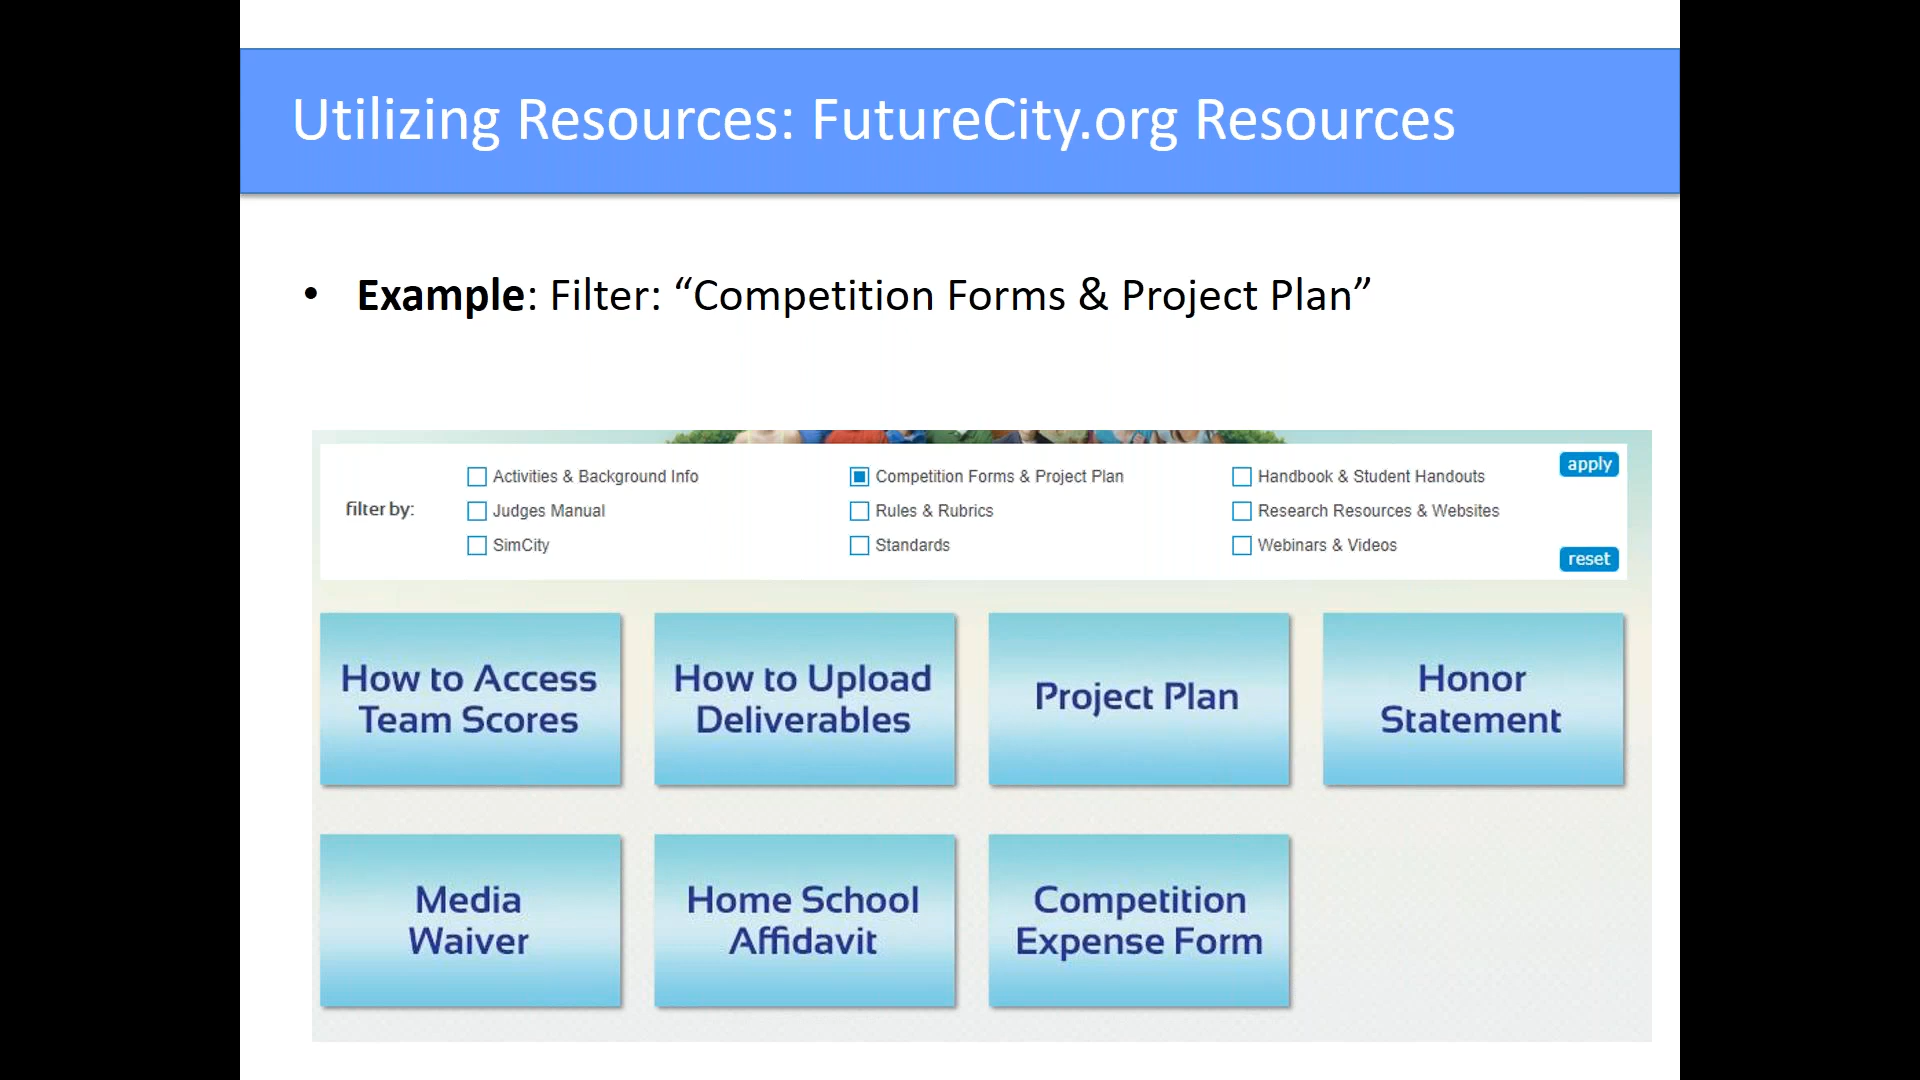 Utilizing Resources: FutureCity.org Resources
• Example: Filter: “Competition Forms & Project Plan”
filter by:
Activities & Background Info
Competition Forms & Project Plan
Handbook & Student Handouts
apply
Judges Manual
Rules & Rubrics
Research Resources & Websites
SimCity
Standards
Webinars & Videos
reset
How to Access
Team Scores
How to Upload
Deliverables
Project Plan
Honor
Statement
Media
Waiver
Home School
Affidavit
Competition
Expense Form